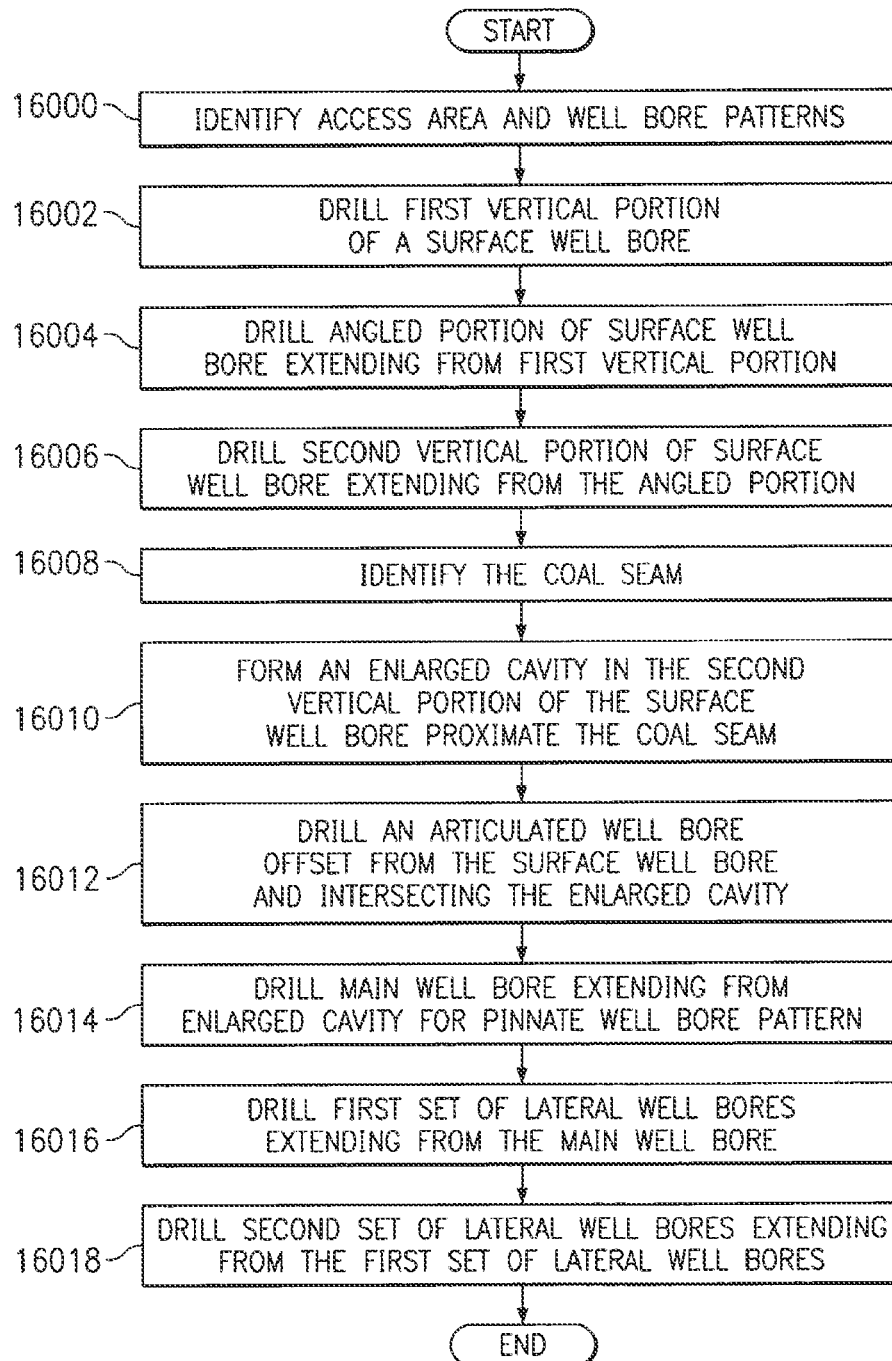 START
16000
IDENTIFY ACCESS AREA AND WELL BORE PATTERNS
16002
DRILL FIRST VERTICAL PORTION
OF A SURFACE WELL BORE
16004
DRILL ANGLED PORTION OF SURFACE WELL
BORE EXTENDING FROM FIRST VERTICAL PORTION
16006
DRILL SECOND VERTICAL PORTION OF SURFACE
WELL BORE EXTENDING FROM THE ANGLED PORTION
16008
IDENTIFY THE COAL SEAM
16010
FORM AN ENLARGED CAVITY IN THE SECOND
VERTICAL PORTION OF THE SURFACE
WELL BORE PROXIMATE THE COAL SEAM
16012
DRILL AN ARTICULATED WELL BORE
OFFSET FROM THE SURFACE WELL BORE
AND INTERSECTING THE ENLARGED CAVITY
16014
DRILL MAIN WELL BORE EXTENDING FROM
ENLARGED CAVITY FOR PINNATE WELL BORE PATTERN
16016
DRILL FIRST SET OF LATERAL WELL BORES
EXTENDING FROM THE MAIN WELL BORE
16018
DRILL SECOND SET OF LATERAL WELL BORES EXTENDING
FROM THE FIRST SET OF LATERAL WELL BORES
END